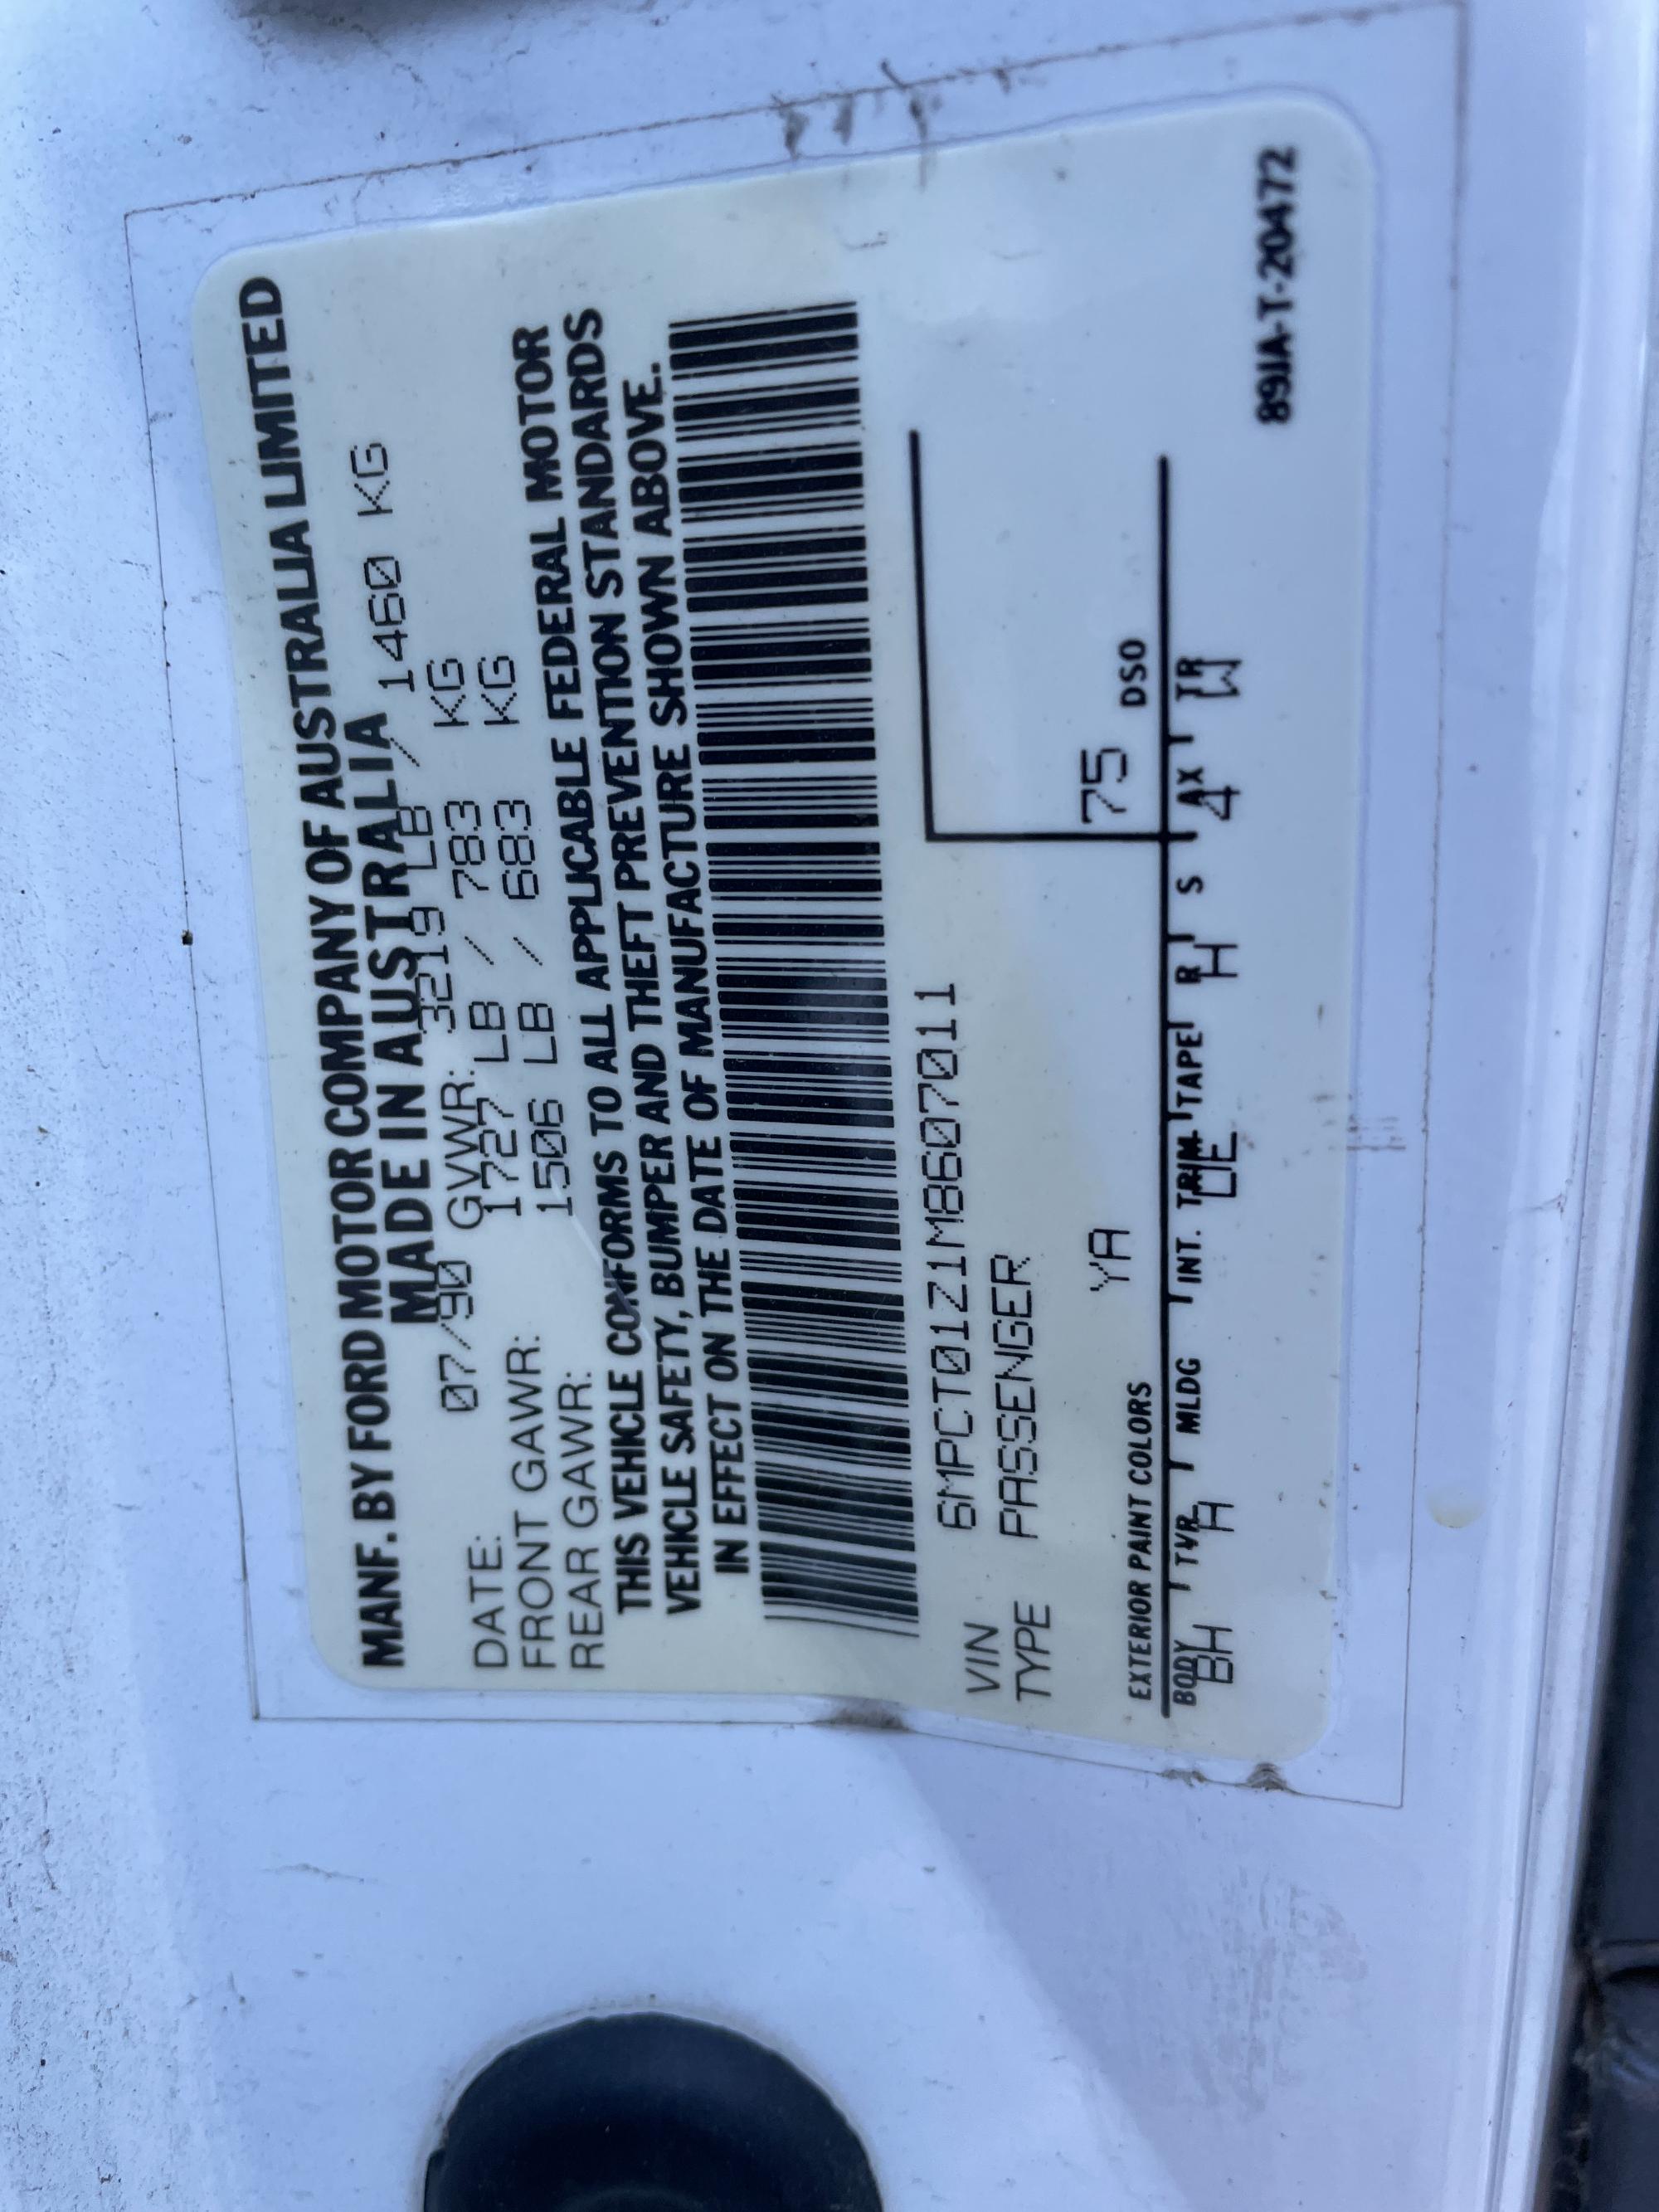 MANF. BY FORD MOTOR COMPANY OF AUSTRALIA LIMITED
MADE IN AUSTRALIA
DATE: 07/90 GVWR: 3219 LB / 1460 KG
FRONT GAWR: 1727 LB / 783 KG
REAR GAWR: 1506 LB / 683 KG
THIS VEHICLE CONFORMS TO ALL APPLICABLE FEDERAL MOTOR
VEHICLE SAFETY, BUMPER AND THEFT PREVENTION STANDARDS
IN EFFECT ON THE DATE OF MANUFACTURE SHOWN ABOVE.
VIN 6MPCT01Z1M8607011
TYPE PASSENGER
YA 75
EXTERIOR PAINT COLORS DSO
BODY TVR MLDG INT. TRIM TAPE R S AX TR
BH A UE H 4 W
89IA-T-20472